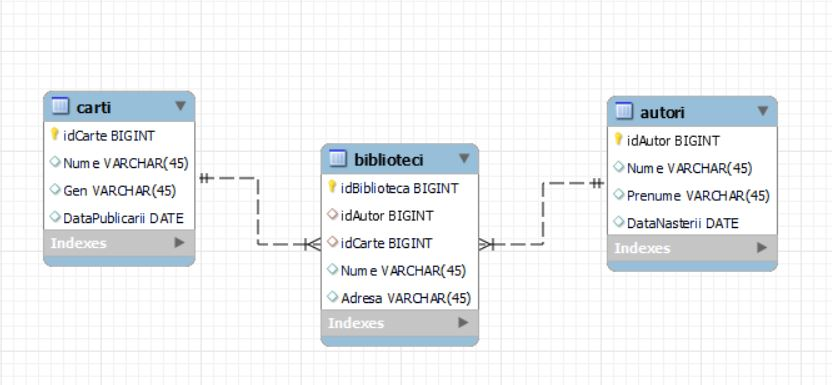 carti
idCarte BIGINT
Nume VARCHAR(45)
Gen VARCHAR(45)
DataPublicarii DATE
Indexes
biblioteci
idBiblioteca BIGINT
idAutor BIGINT
idCarte BIGINT
Nume VARCHAR(45)
Adresa VARCHAR(45)
Indexes
autori
idAutor BIGINT
Nume VARCHAR(45)
Prenume VARCHAR(45)
DataNasterii DATE
Indexes